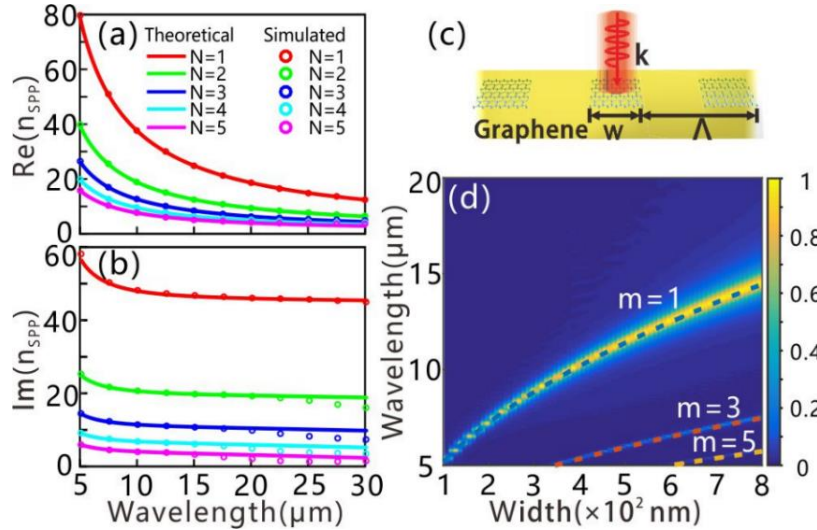 (a)
Theoretical Simulated
N=1 N=1
N=2 N=2
N=3 N=3
N=4 N=4
N=5 N=5
Re(nSPP)
80
60
40
20
0
(b)
Im(nSPP)
60
40
20
0
5 10 15 20 25 30
Wavelength(μm)
(c)
k
Graphene w Λ
(d)
Wavelength(μm)
20
15
10
5
m=1
m=3
m=5
1 2 3 4 5 6 7 8
Width(×10² nm)
1
0.8
0.6
0.4
0.2
0